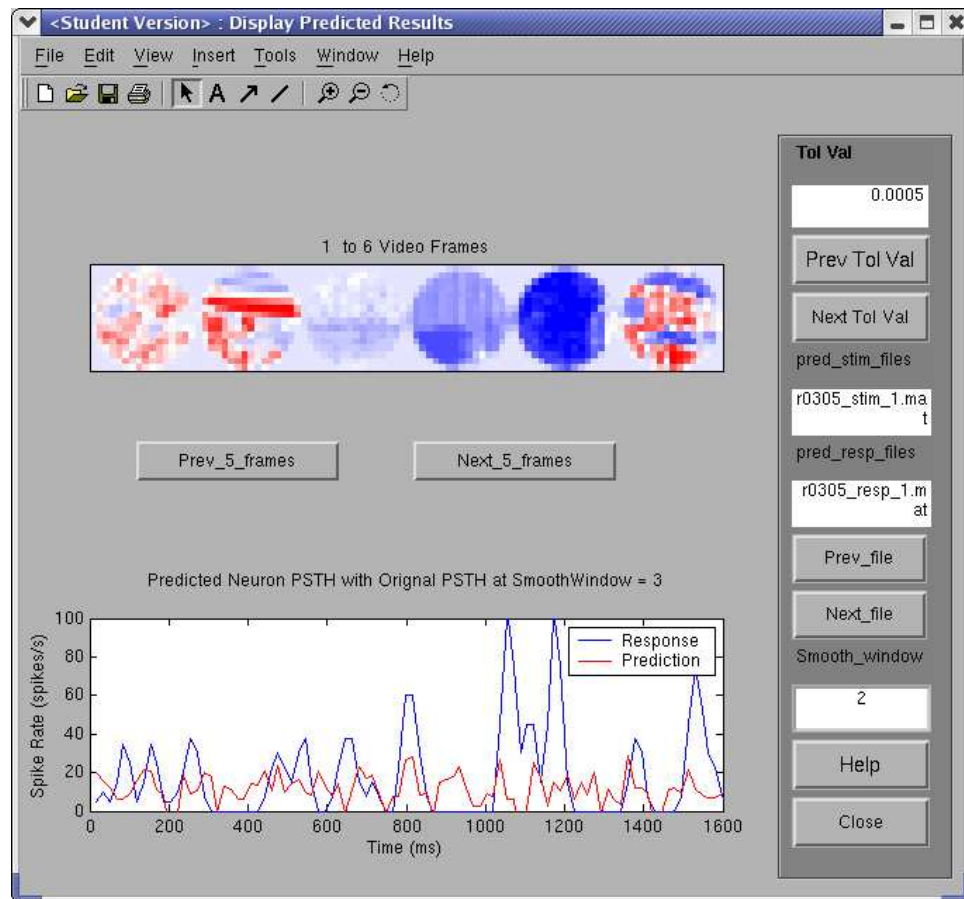 <Student Version> : Display Predicted Results
File Edit View Insert Tools Window Help
A
1 to 6 Video Frames
Prev_5_frames
Next_5_frames
Predicted Neuron PSTH with Orignal PSTH at SmoothWindow = 3
Response
Prediction
Spike Rate (spikes/s)
100
80
60
40
20
0
0 200 400 600 800 1000 1200 1400 1600
Time (ms)
Tol Val
0.0005
Prev Tol Val
Next Tol Val
pred_stim_files
r0305_stim_1.ma
t
pred_resp_files
r0305_resp_1.m
at
Prev_file
Next_file
Smooth_window
2
Help
Close